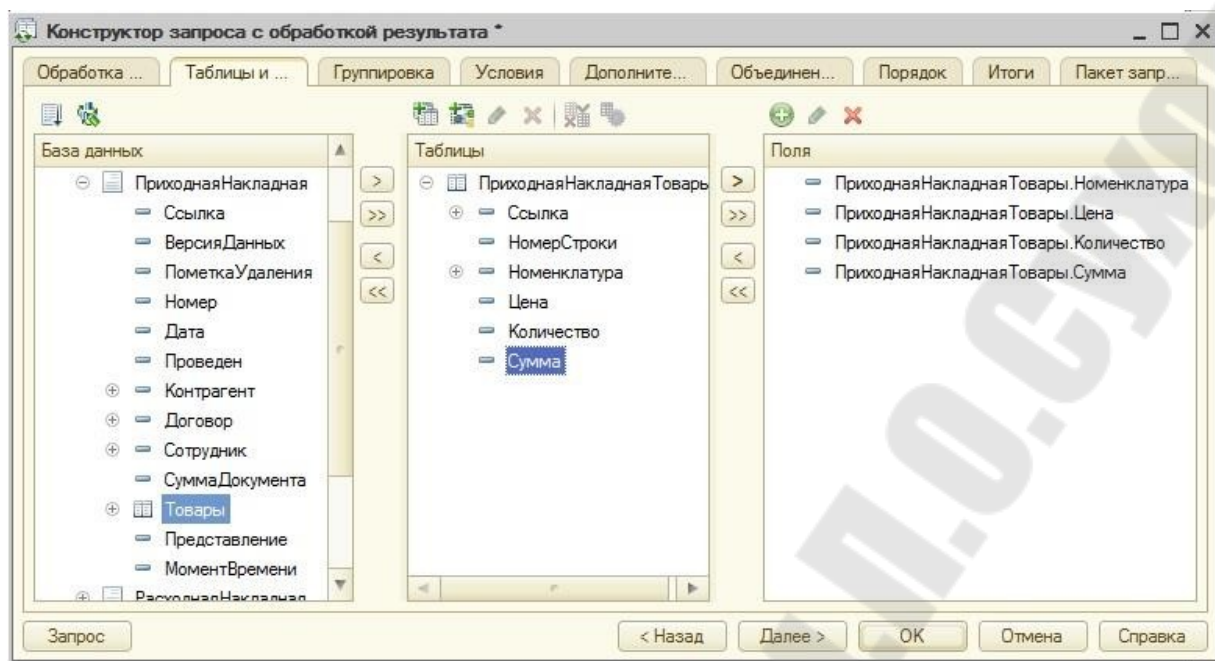 Конструктор запроса с обработкой результата *
Обработка ... Таблицы и ... Группировка Условия Дополните... Объединен... Порядок Итоги Пакет запр...
База данных
ПриходнаяНакладная
Ссылка
ВерсияДанных
ПометкаУдаления
Номер
Дата
Проведен
Контрагент
Договор
Сотрудник
СуммаДокумента
Товары
Представление
МоментВремени
РасходнаяНакладная
>
>>
<
<<
Таблицы
ПриходнаяНакладнаяТовары
Ссылка
НомерСтроки
Номенклатура
Цена
Количество
Сумма
>
>>
<
<<
Поля
ПриходнаяНакладнаяТовары.Номенклатура
ПриходнаяНакладнаяТовары.Цена
ПриходнаяНакладнаяТовары.Количество
ПриходнаяНакладнаяТовары.Сумма
Запрос < Назад Далее > ОК Отмена Справка